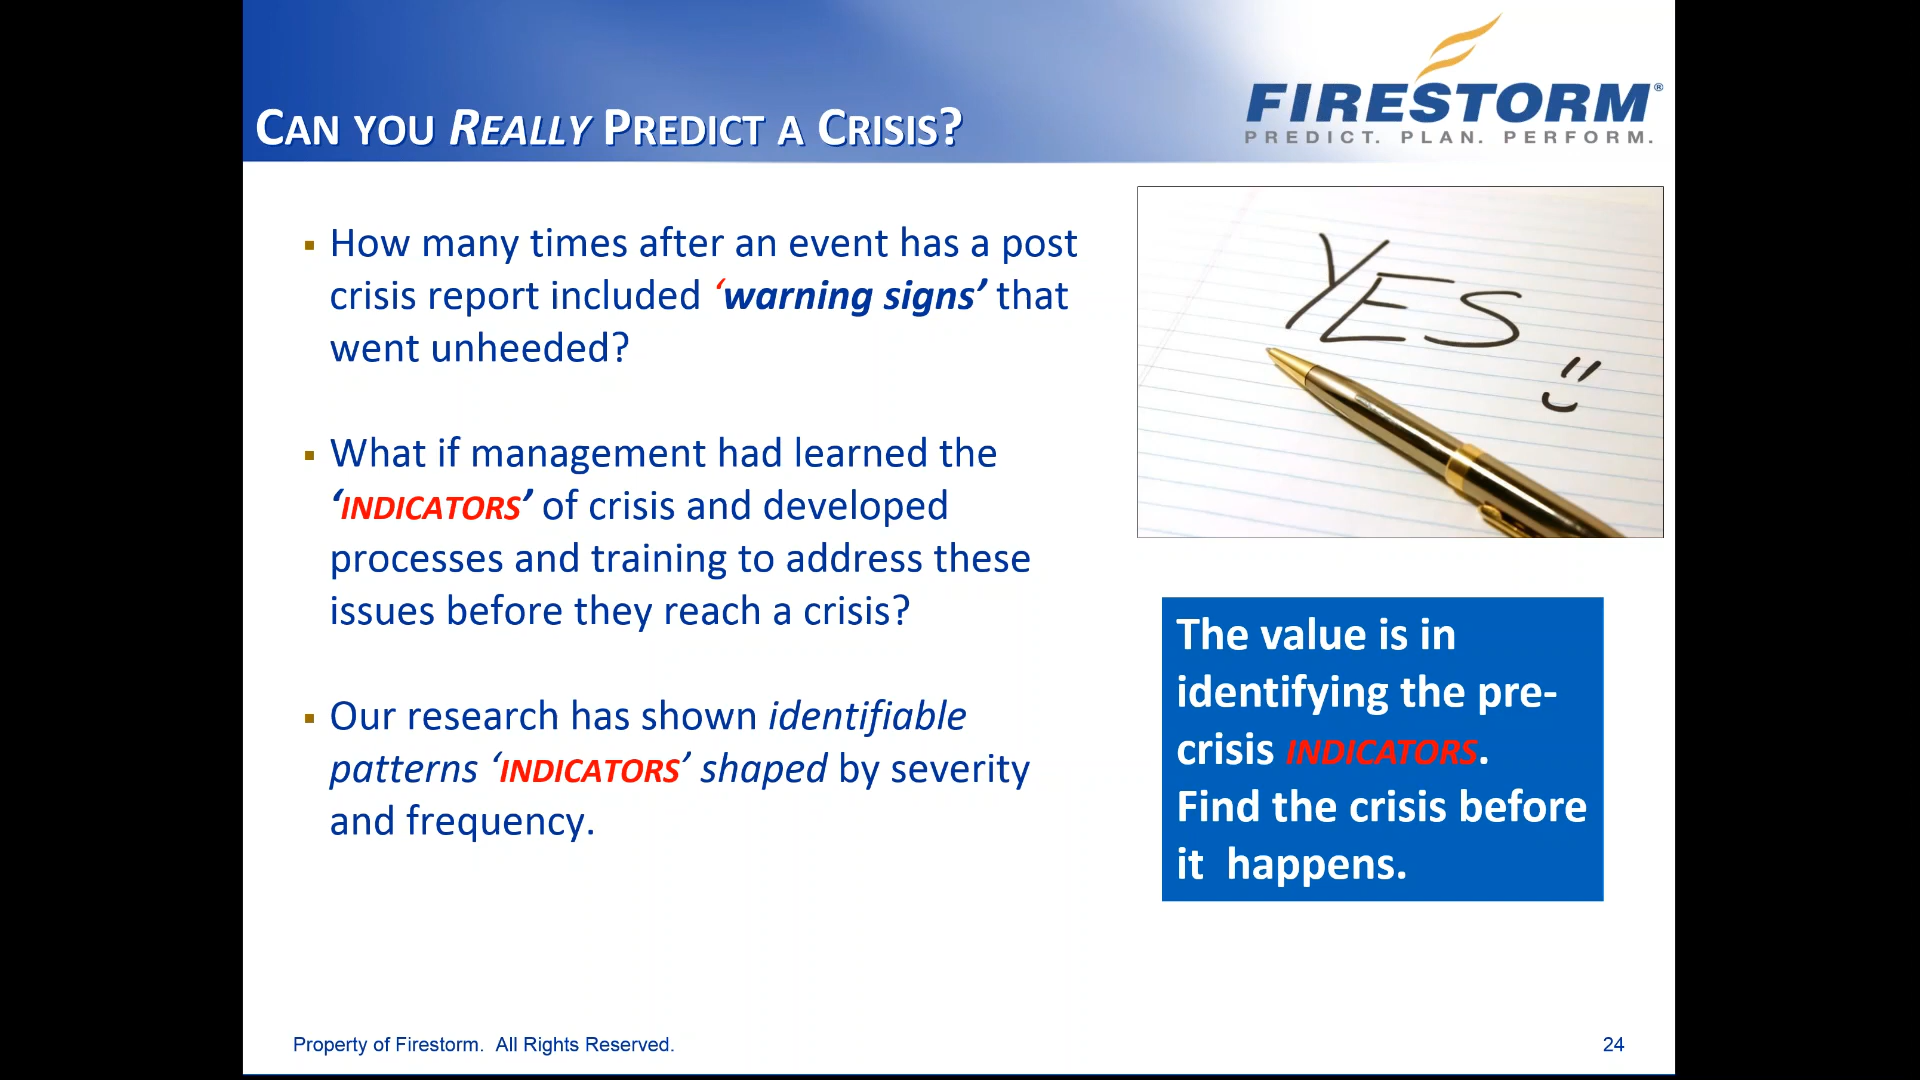 CAN YOU REALLY PREDICT A CRISIS?
FIRESTORM®
PREDICT. PLAN. PERFORM.
▪ How many times after an event has a post
crisis report included ‘warning signs’ that
went unheeded?
▪ What if management had learned the
‘INDICATORS’ of crisis and developed
processes and training to address these
issues before they reach a crisis?
▪ Our research has shown identifiable
patterns ‘INDICATORS’ shaped by severity
and frequency.
YES
The value is in
identifying the pre-
crisis INDICATORS.
Find the crisis before
it  happens.
Property of Firestorm.  All Rights Reserved.
24